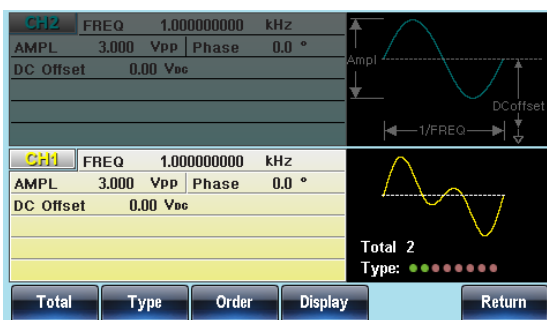 CH2 FREQ 1.000000000 kHz
AMPL 3.000 Vpp Phase 0.0 °
DC Offset 0.00 VDC
Ampl
DCoffset
1/FREQ
CH1 FREQ 1.000000000 kHz
AMPL 3.000 Vpp Phase 0.0 °
DC Offset 0.00 VDC
Total 2
Type:
Total Type Order Display Return